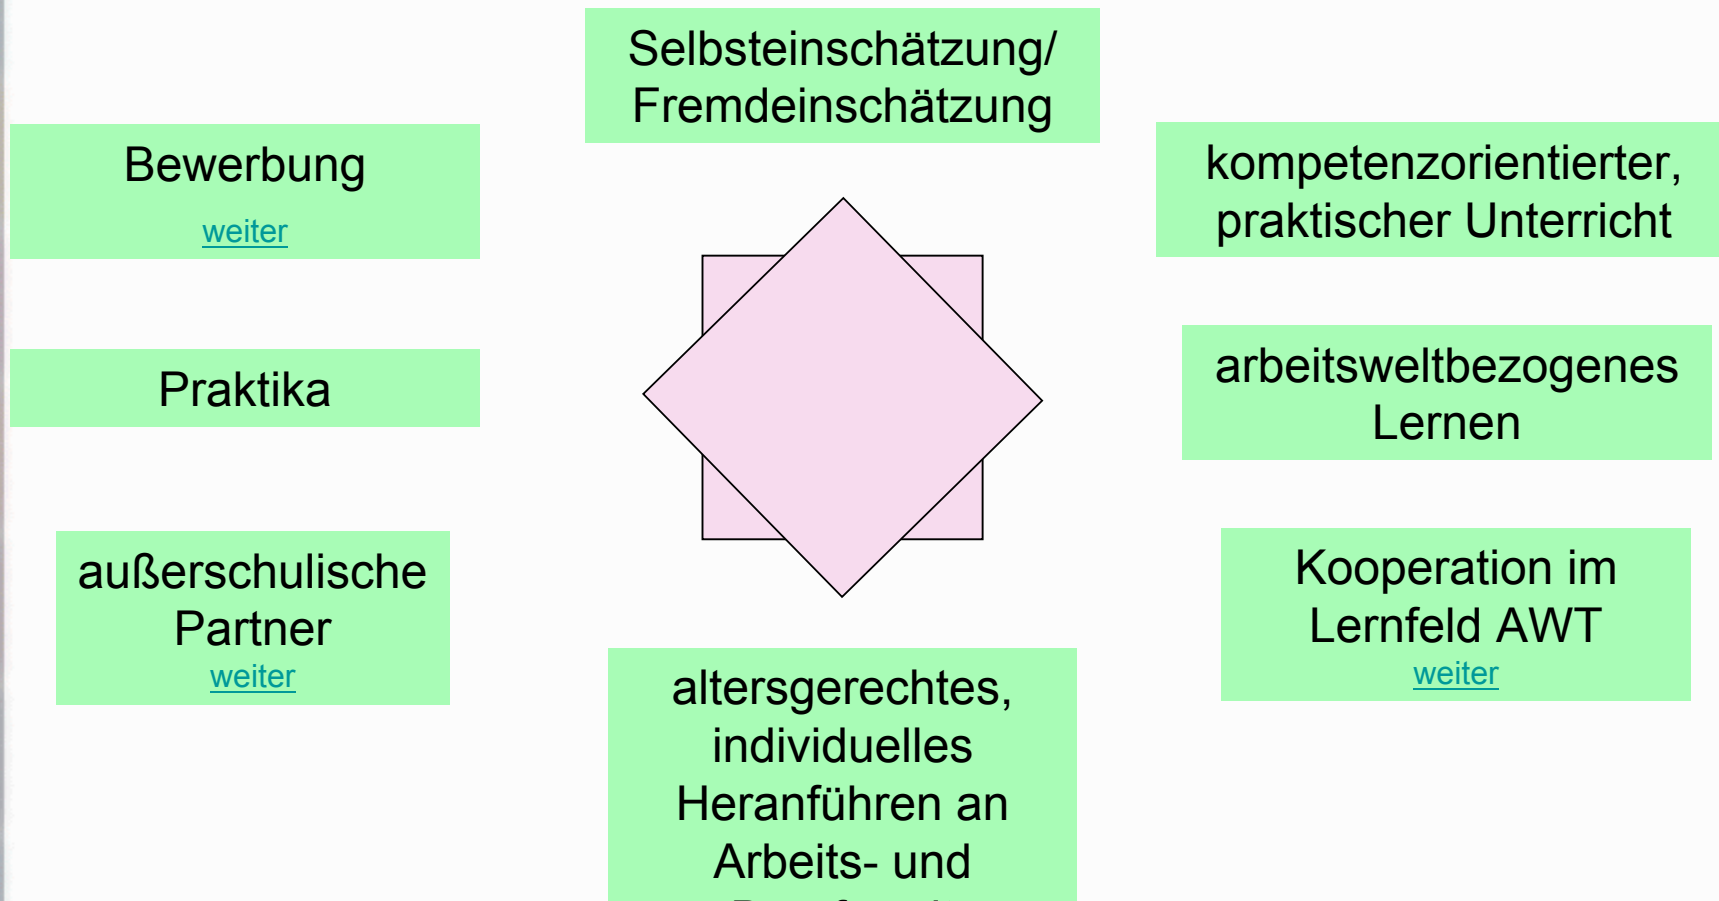 Selbsteinschätzung/
Fremdeinschätzung
Bewerbung
weiter
kompetenzorientierter,
praktischer Unterricht
Praktika
arbeitsweltbezogenes
Lernen
außerschulische
Partner
weiter
Kooperation im
Lernfeld AWT
weiter
altersgerechtes,
individuelles
Heranführen an
Arbeits- und